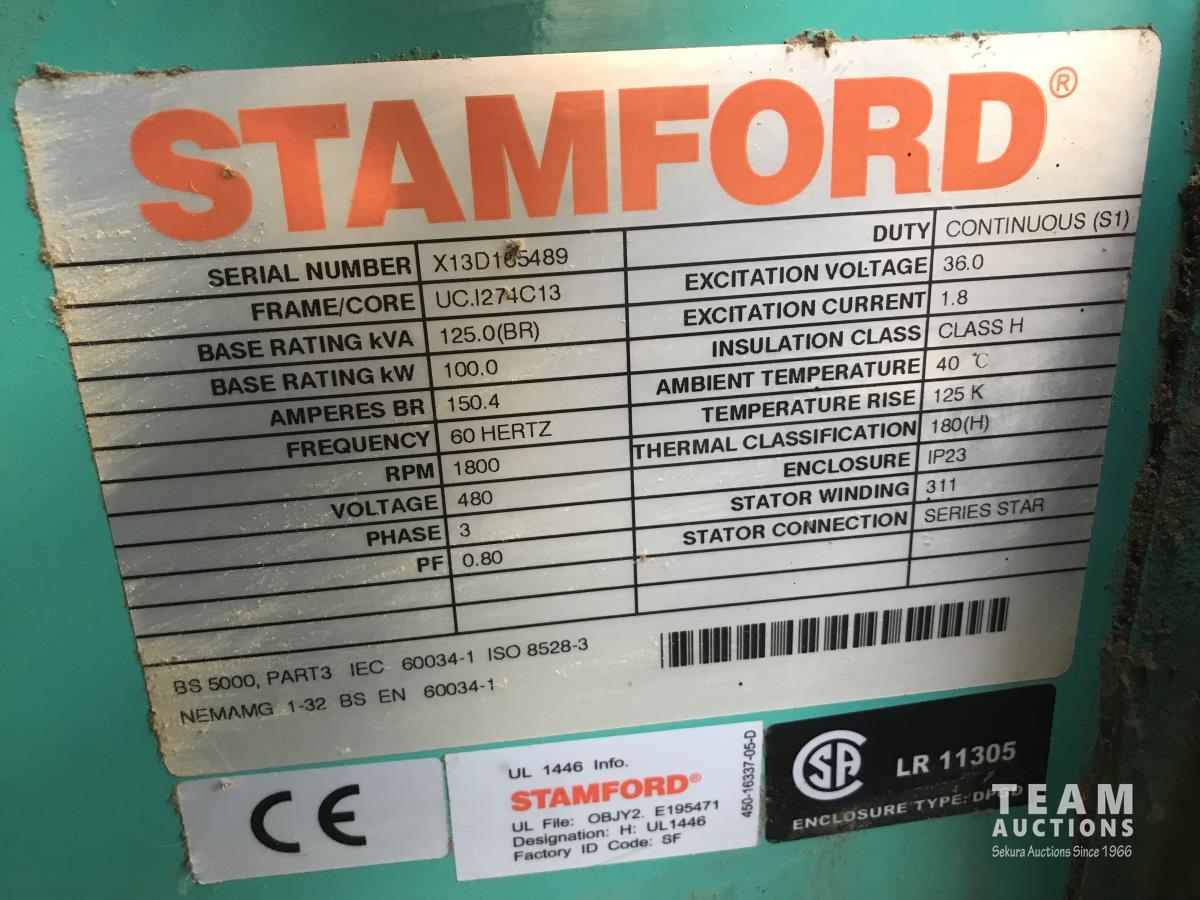 STAMFORD®
DUTY CONTINUOUS (S1)
SERIAL NUMBER X13D165489
EXCITATION VOLTAGE 36.0
FRAME/CORE UC.I274C13
EXCITATION CURRENT 1.8
BASE RATING kVA 125.0(BR)
INSULATION CLASS CLASS H
BASE RATING kW 100.0
AMBIENT TEMPERATURE 40 ℃
AMPERES BR 150.4
TEMPERATURE RISE 125 K
FREQUENCY 60 HERTZ
THERMAL CLASSIFICATION 180(H)
RPM 1800
ENCLOSURE IP23
VOLTAGE 480
STATOR WINDING 311
PHASE 3
STATOR CONNECTION SERIES STAR
PF 0.80
BS 5000, PART3 IEC 60034-1 ISO 8528-3
NEMAMG 1-32 BS EN 60034-1
CE
UL 1446 Info.
STAMFORD®
UL File: OBJY2. E195471
Designation: H: UL1446
Factory ID Code: SF
450-16337-05-D
SA
LR 11305
ENCLOSURE TYPE:
TEAM
AUCTIONS
Sekura Auctions Since 1966